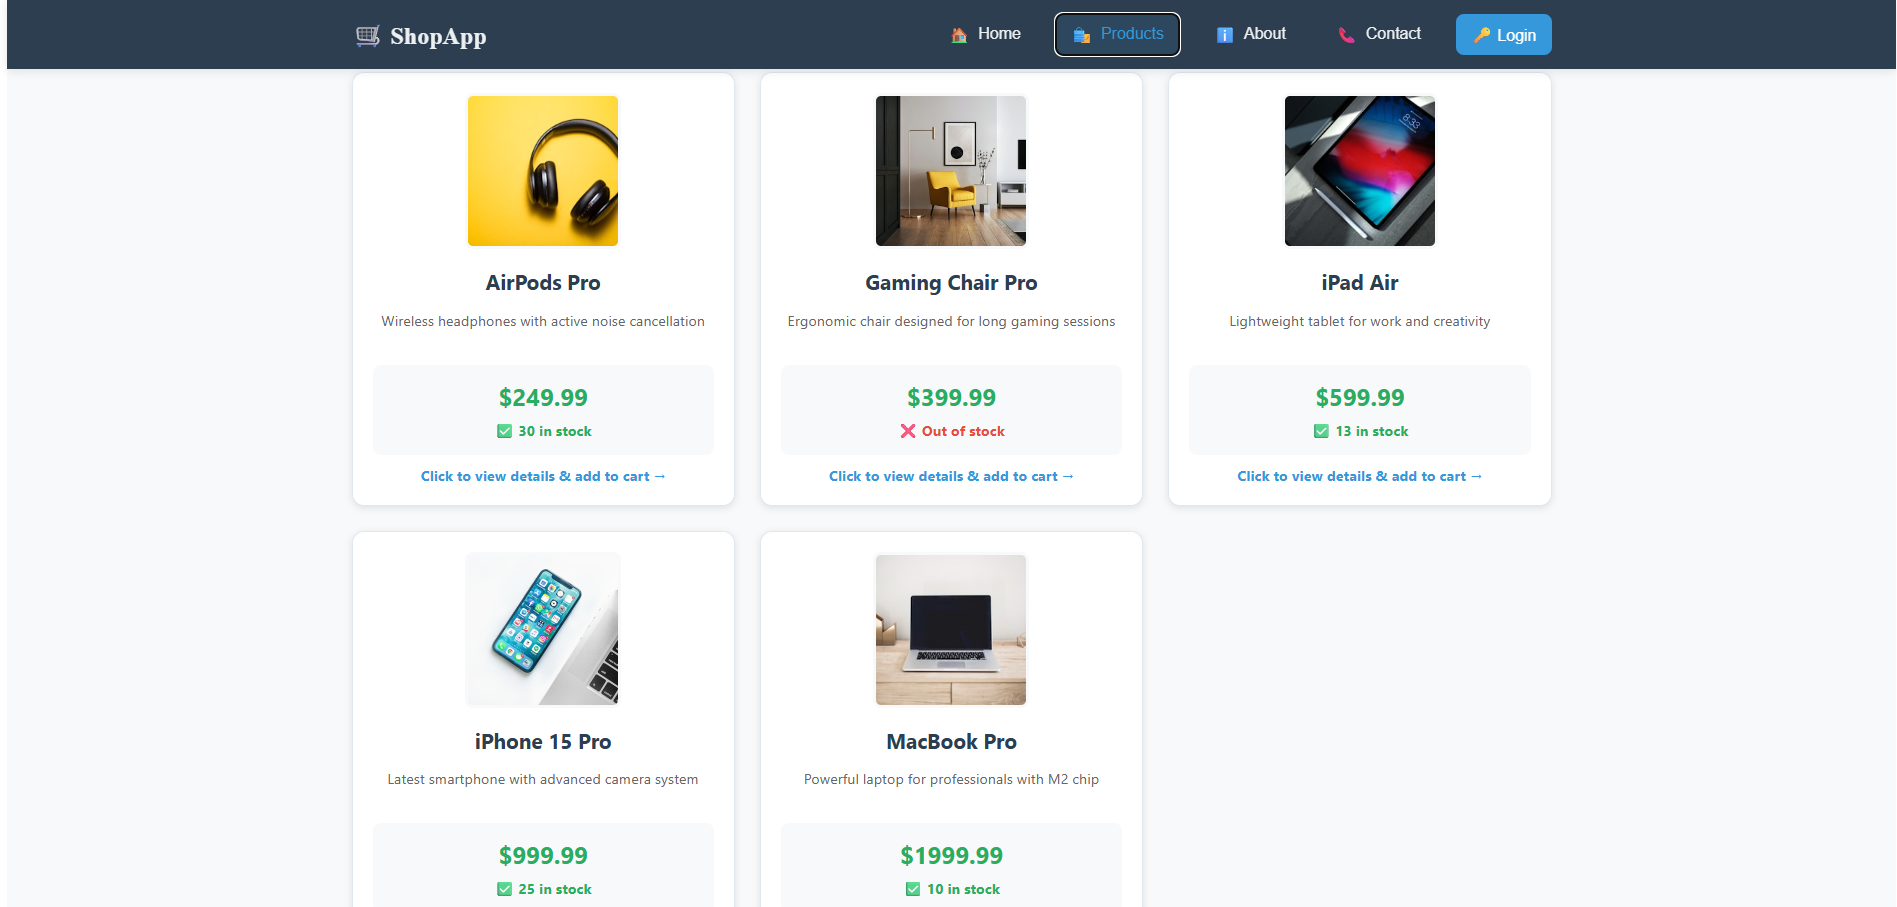 🛒 ShopApp
🏠 Home
🛍️ Products
ℹ️ About
📞 Contact
🔑 Login
8:33
AirPods Pro
Wireless headphones with active noise cancellation
$249.99
✅ 30 in stock
Click to view details & add to cart →
Gaming Chair Pro
Ergonomic chair designed for long gaming sessions
$399.99
❌ Out of stock
Click to view details & add to cart →
iPad Air
Lightweight tablet for work and creativity
$599.99
✅ 13 in stock
Click to view details & add to cart →
iPhone 15 Pro
Latest smartphone with advanced camera system
$999.99
✅ 25 in stock
MacBook Pro
Powerful laptop for professionals with M2 chip
$1999.99
✅ 10 in stock